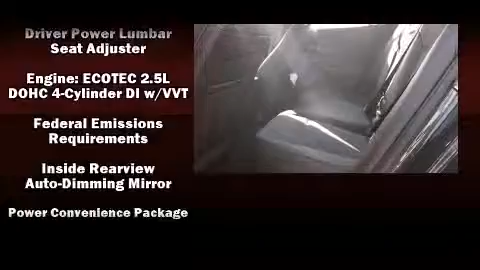 Driver Power Lumbar
Seat Adjuster
Engine: ECOTEC 2.5L
DOHC 4-Cylinder DI w/VVT
Federal Emissions
Requirements
Inside Rearview
Auto-Dimming Mirror
Power Convenience Package